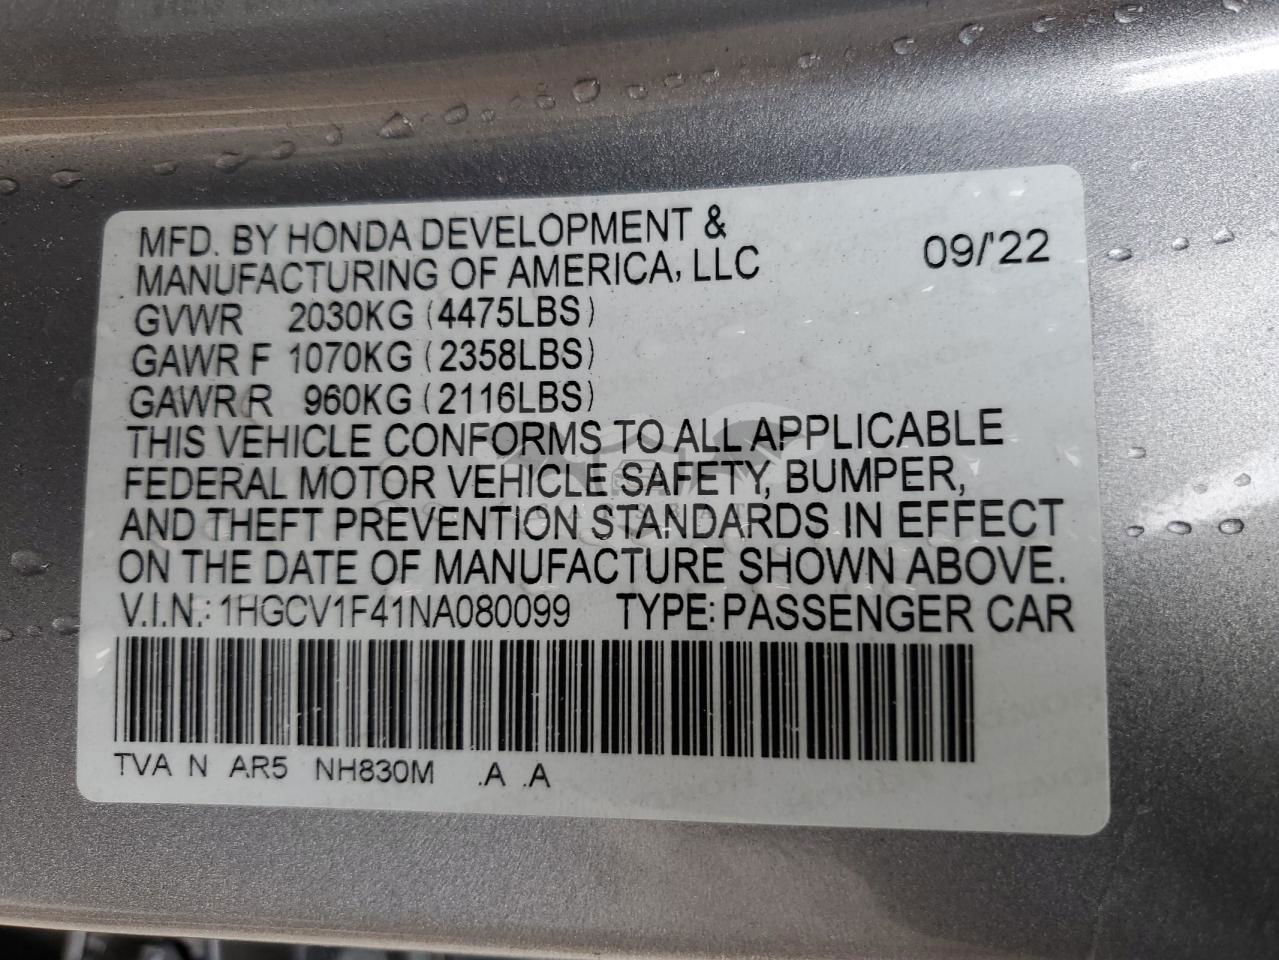 MFD. BY HONDA DEVELOPMENT &
MANUFACTURING OF AMERICA, LLC 09/'22
GVWR 2030KG (4475LBS)
GAWR F 1070KG (2358LBS)
GAWR R 960KG (2116LBS)
THIS VEHICLE CONFORMS TO ALL APPLICABLE
FEDERAL MOTOR VEHICLE SAFETY, BUMPER,
AND THEFT PREVENTION STANDARDS IN EFFECT
ON THE DATE OF MANUFACTURE SHOWN ABOVE.
V.I.N.: 1HGCV1F41NA080099 TYPE: PASSENGER CAR
TVA N AR5 NH830M .A .A